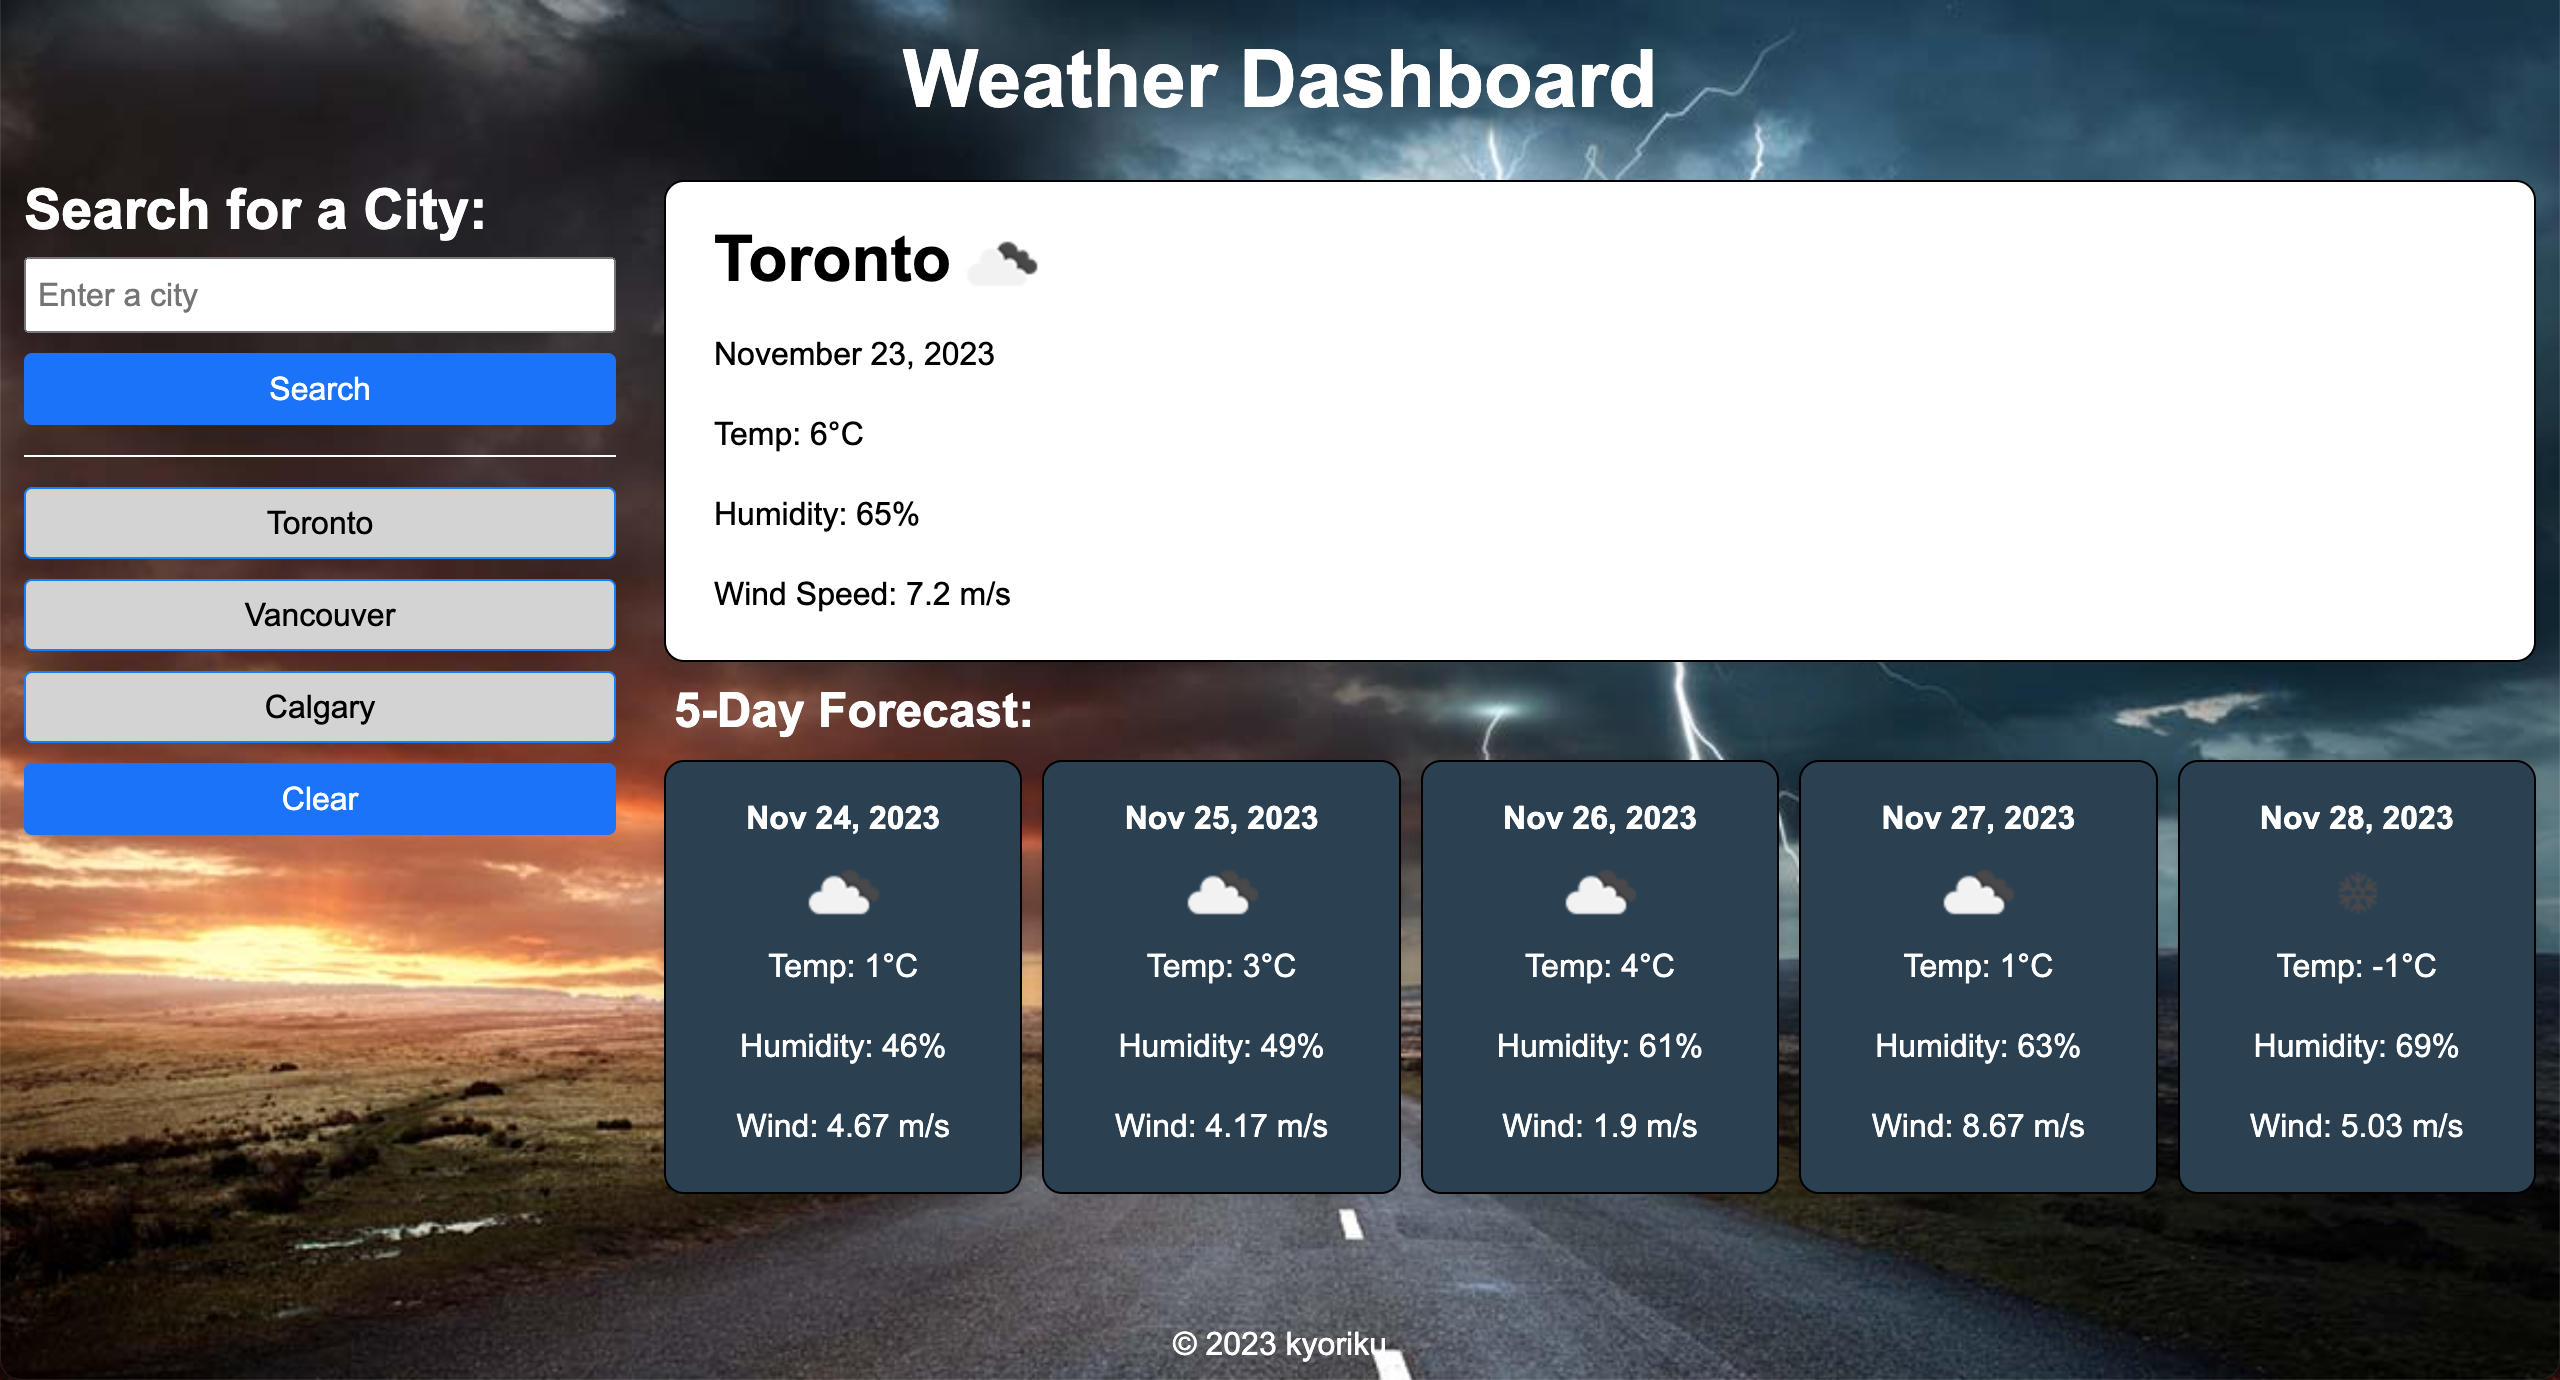 Weather Dashboard
Search for a City:
Enter a city
Search
Toronto
Vancouver
Calgary
Clear
Toronto
November 23, 2023
Temp: 6°C
Humidity: 65%
Wind Speed: 7.2 m/s
5-Day Forecast:
Nov 24, 2023
Temp: 1°C
Humidity: 46%
Wind: 4.67 m/s
Nov 25, 2023
Temp: 3°C
Humidity: 49%
Wind: 4.17 m/s
Nov 26, 2023
Temp: 4°C
Humidity: 61%
Wind: 1.9 m/s
Nov 27, 2023
Temp: 1°C
Humidity: 63%
Wind: 8.67 m/s
Nov 28, 2023
Temp: -1°C
Humidity: 69%
Wind: 5.03 m/s
© 2023 kyoriku